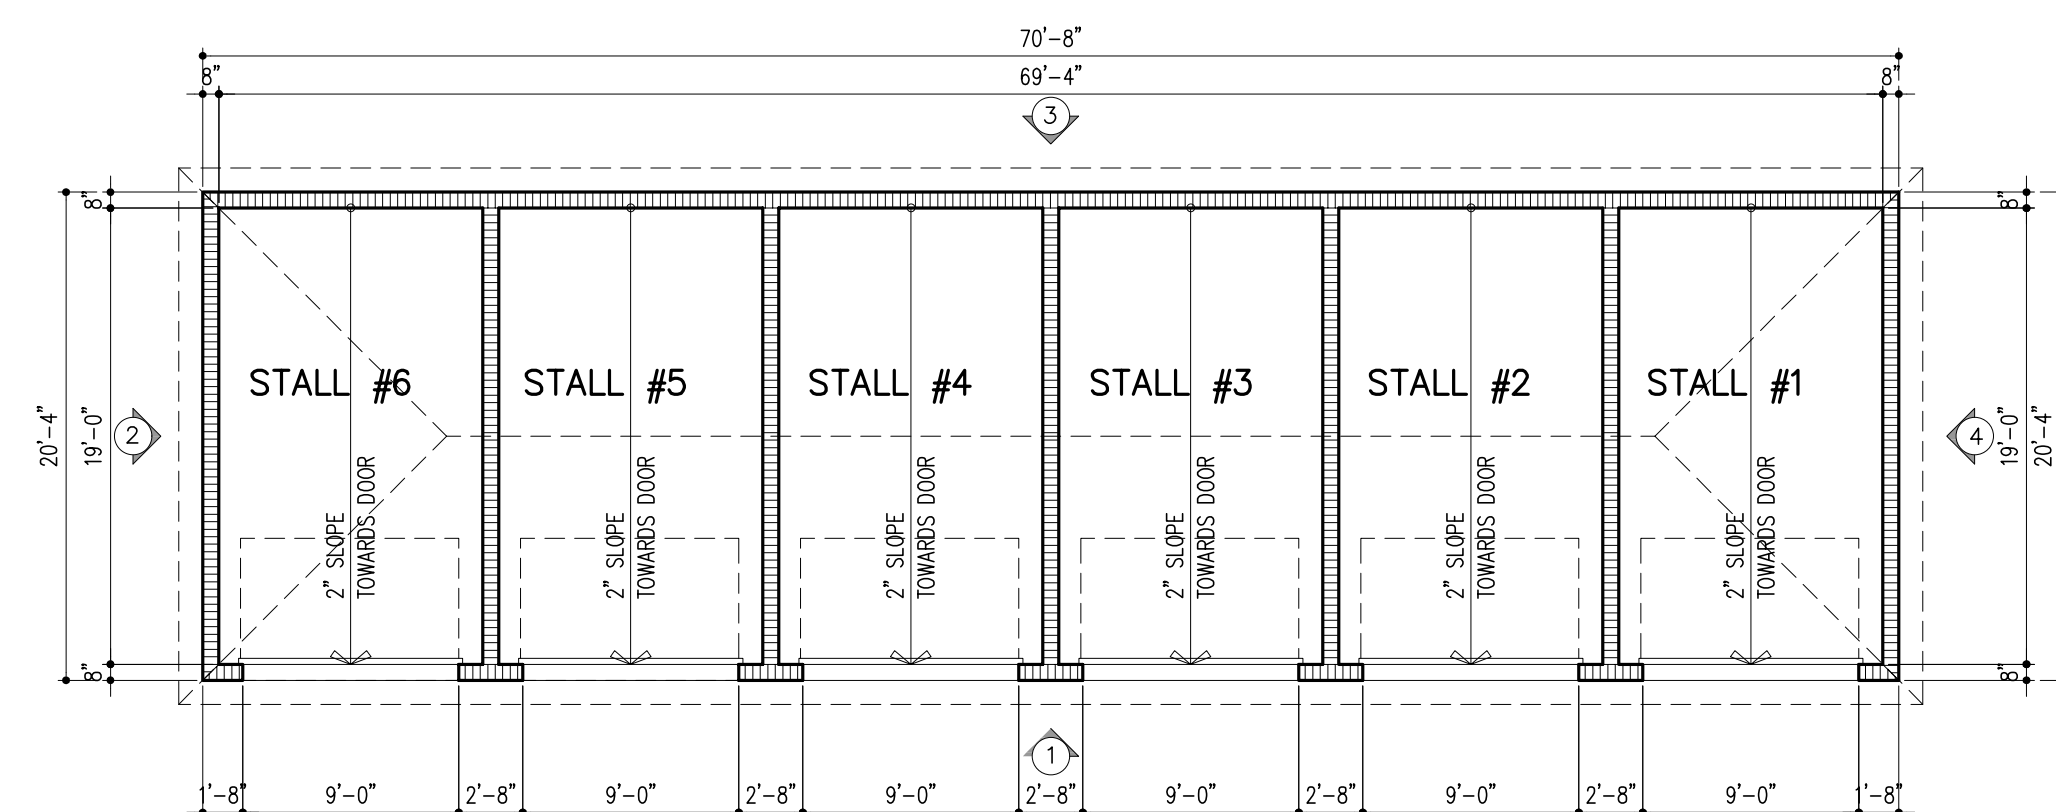 70'-8"
8" 69'-4" 8"
3
8" 8"
STALL #6 STALL #5 STALL #4 STALL #3 STALL #2 STALL #1
20'-4" 19'-0" 2 4 19'-0" 20'-4"
2" SLOPE
TOWARDS DOOR
2" SLOPE
TOWARDS DOOR
2" SLOPE
TOWARDS DOOR
2" SLOPE
TOWARDS DOOR
2" SLOPE
TOWARDS DOOR
2" SLOPE
TOWARDS DOOR
8" 8"
1
1'-8" 9'-0" 2'-8" 9'-0" 2'-8" 9'-0" 2'-8" 9'-0" 2'-8" 9'-0" 2'-8" 9'-0" 1'-8"